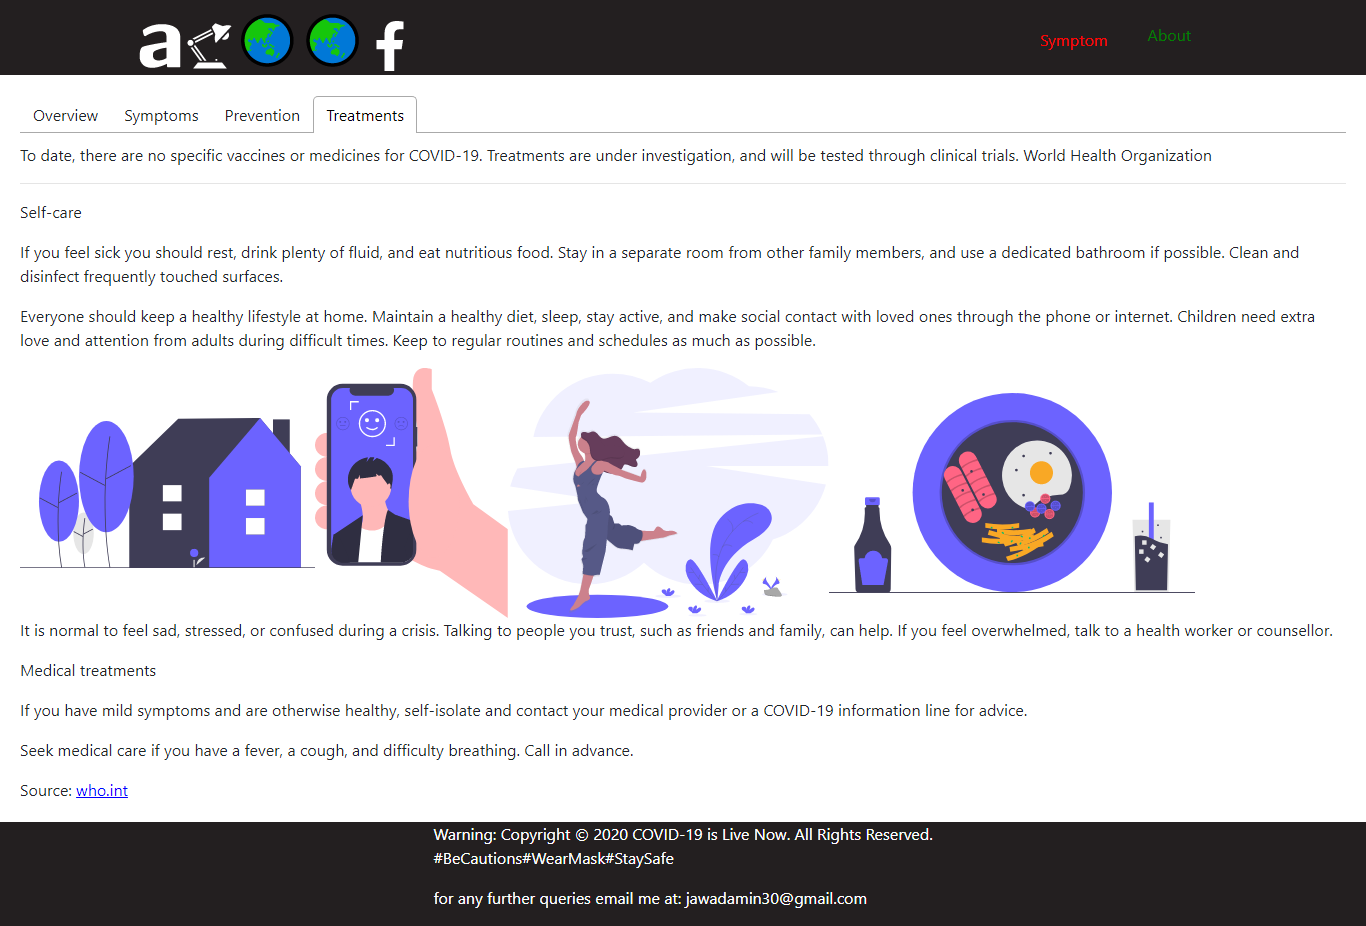 a f
Symptom About
Overview Symptoms Prevention Treatments
To date, there are no specific vaccines or medicines for COVID-19. Treatments are under investigation, and will be tested through clinical trials. World Health Organization
Self-care
If you feel sick you should rest, drink plenty of fluid, and eat nutritious food. Stay in a separate room from other family members, and use a dedicated bathroom if possible. Clean and
disinfect frequently touched surfaces.
Everyone should keep a healthy lifestyle at home. Maintain a healthy diet, sleep, stay active, and make social contact with loved ones through the phone or internet. Children need extra
love and attention from adults during difficult times. Keep to regular routines and schedules as much as possible.
It is normal to feel sad, stressed, or confused during a crisis. Talking to people you trust, such as friends and family, can help. If you feel overwhelmed, talk to a health worker or counsellor.
Medical treatments
If you have mild symptoms and are otherwise healthy, self-isolate and contact your medical provider or a COVID-19 information line for advice.
Seek medical care if you have a fever, a cough, and difficulty breathing. Call in advance.
Source: who.int
Warning: Copyright © 2020 COVID-19 is Live Now. All Rights Reserved.
#BeCautions#WearMask#StaySafe
for any further queries email me at: jawadamin30@gmail.com